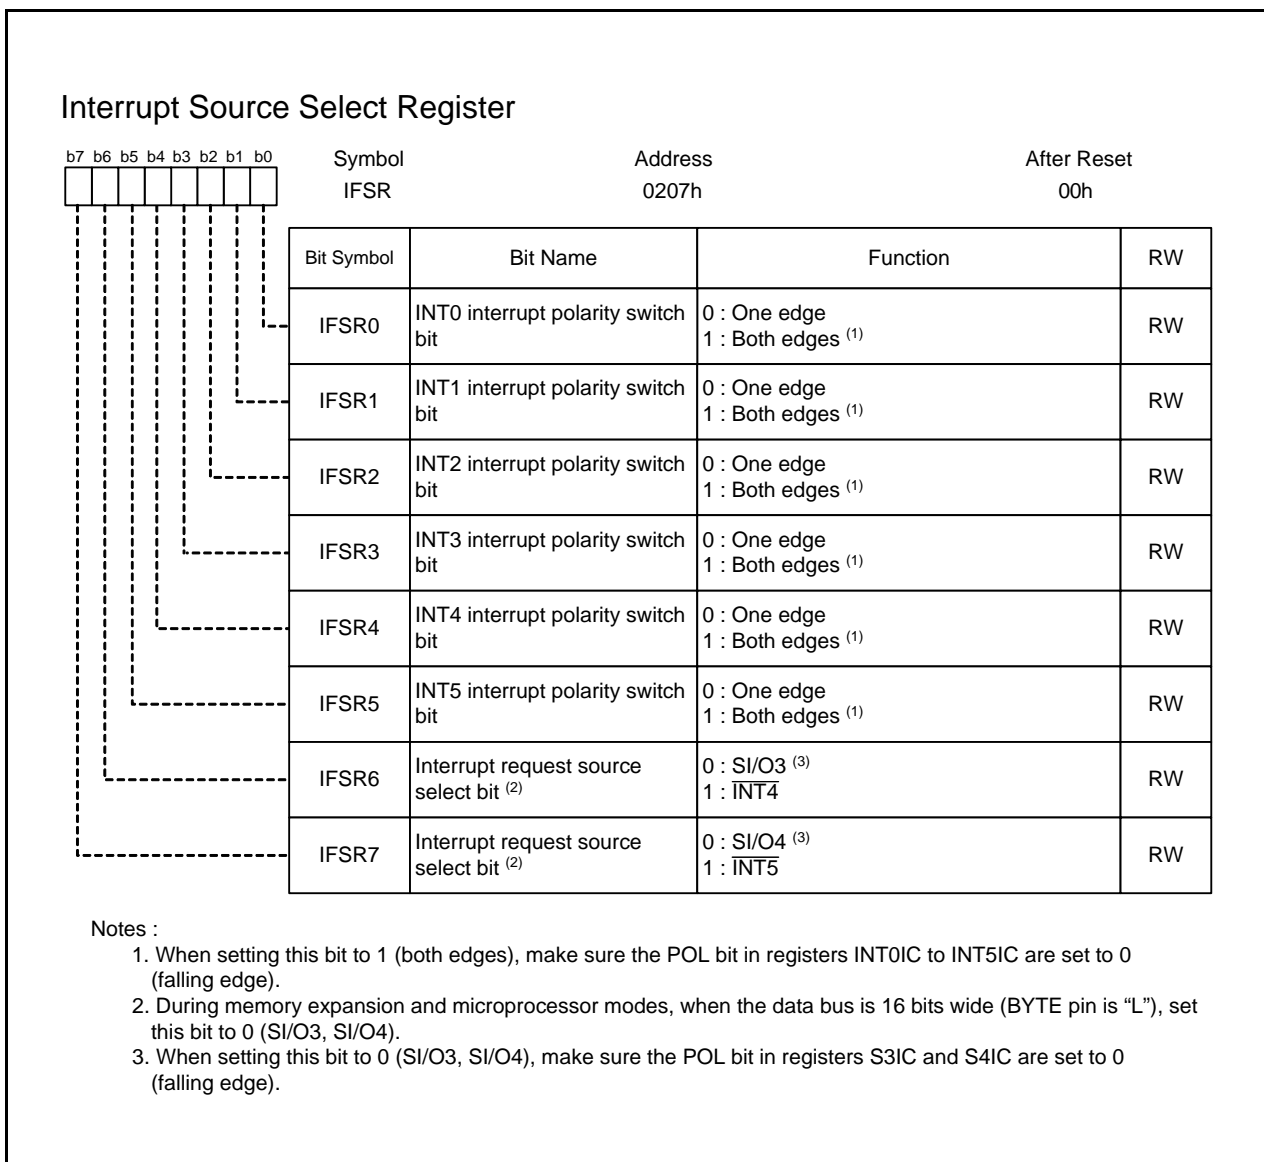 Interrupt Source Select Register
b7 b6 b5 b4 b3 b2 b1 b0
Symbol Address After Reset
IFSR 0207h 00h
Bit Symbol Bit Name Function RW
IFSR0 INT0 interrupt polarity switch bit 0 : One edge 1 : Both edges (1) RW
IFSR1 INT1 interrupt polarity switch bit 0 : One edge 1 : Both edges (1) RW
IFSR2 INT2 interrupt polarity switch bit 0 : One edge 1 : Both edges (1) RW
IFSR3 INT3 interrupt polarity switch bit 0 : One edge 1 : Both edges (1) RW
IFSR4 INT4 interrupt polarity switch bit 0 : One edge 1 : Both edges (1) RW
IFSR5 INT5 interrupt polarity switch bit 0 : One edge 1 : Both edges (1) RW
IFSR6 Interrupt request source select bit (2) 0 : SI/O3 (3) 1 : I̅N̅T̅4̅ RW
IFSR7 Interrupt request source select bit (2) 0 : SI/O4 (3) 1 : I̅N̅T̅5̅ RW
Notes :
1. When setting this bit to 1 (both edges), make sure the POL bit in registers INT0IC to INT5IC are set to 0
(falling edge).
2. During memory expansion and microprocessor modes, when the data bus is 16 bits wide (BYTE pin is “L”), set
this bit to 0 (SI/O3, SI/O4).
3. When setting this bit to 0 (SI/O3, SI/O4), make sure the POL bit in registers S3IC and S4IC are set to 0
(falling edge).